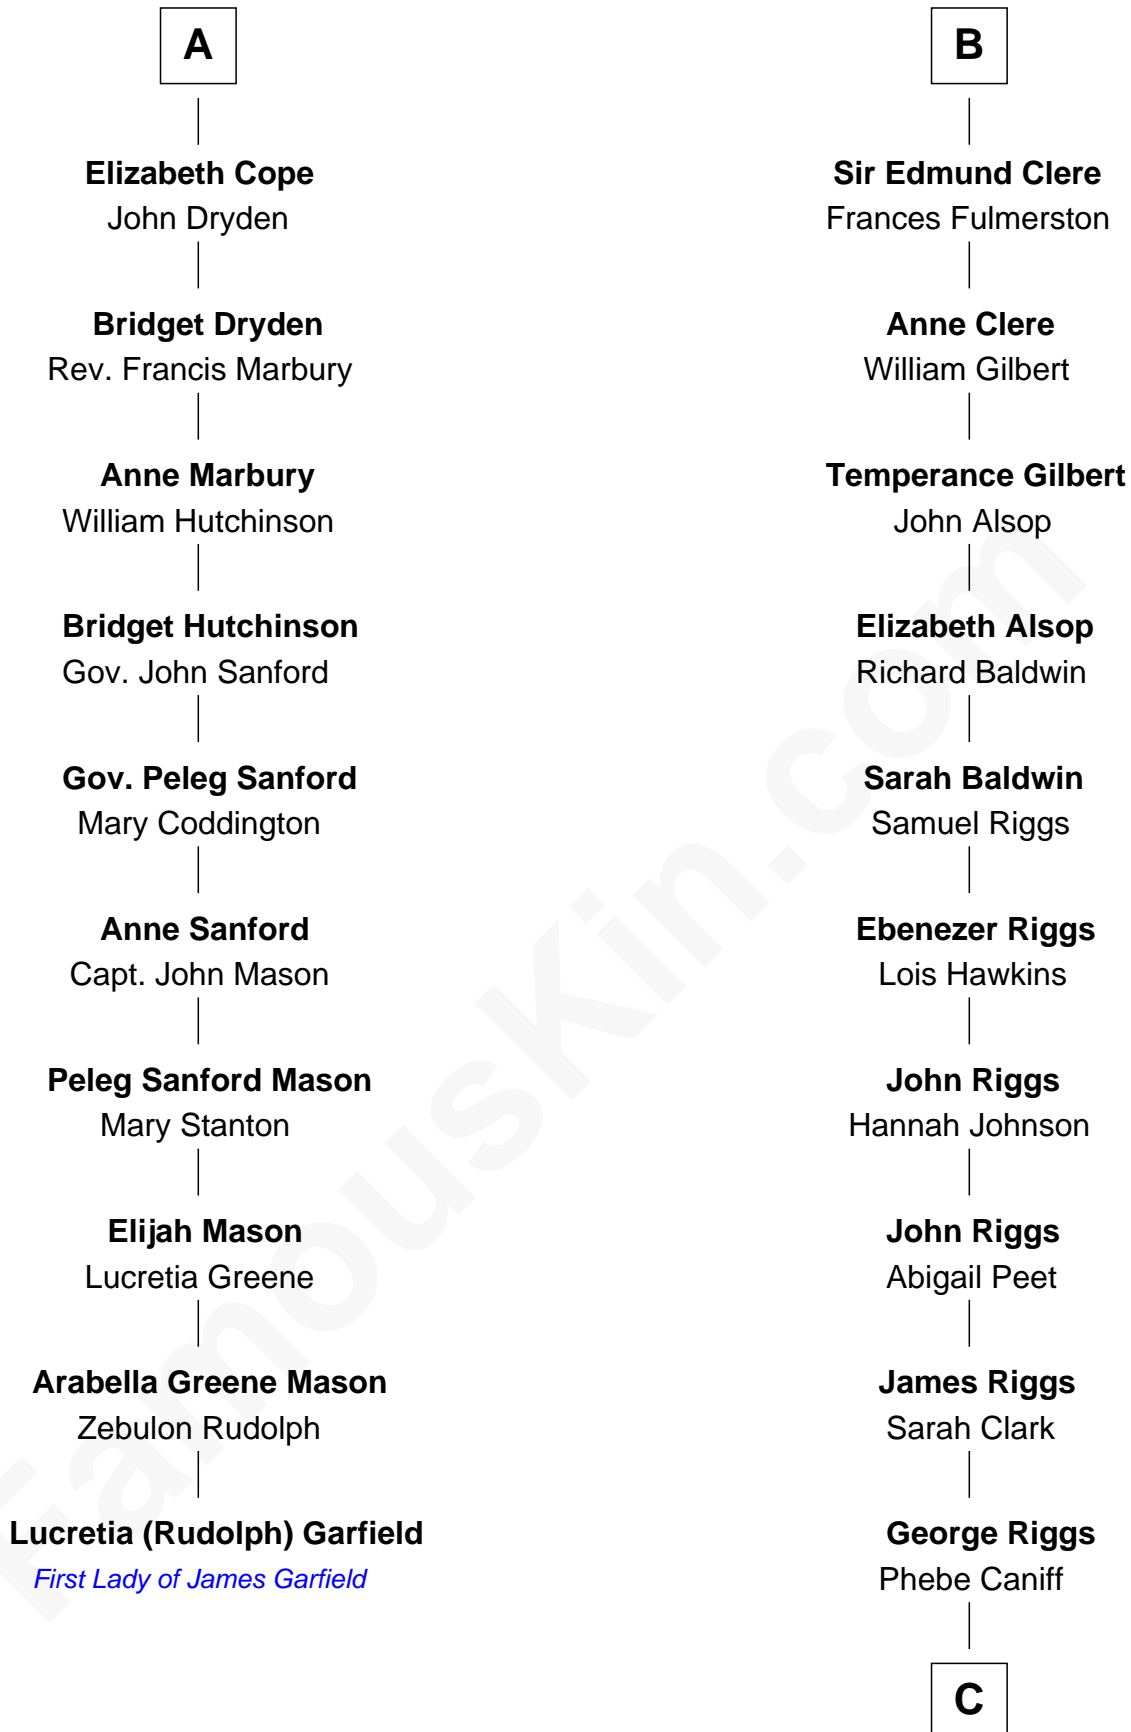 A
Elizabeth Cope
John Dryden
Bridget Dryden
Rev. Francis Marbury
Anne Marbury
William Hutchinson
Bridget Hutchinson
Gov. John Sanford
Gov. Peleg Sanford
Mary Coddington
Anne Sanford
Capt. John Mason
Peleg Sanford Mason
Mary Stanton
Elijah Mason
Lucretia Greene
Arabella Greene Mason
Zebulon Rudolph
Lucretia (Rudolph) Garfield
First Lady of James Garfield
B
Sir Edmund Clere
Frances Fulmerston
Anne Clere
William Gilbert
Temperance Gilbert
John Alsop
Elizabeth Alsop
Richard Baldwin
Sarah Baldwin
Samuel Riggs
Ebenezer Riggs
Lois Hawkins
John Riggs
Hannah Johnson
John Riggs
Abigail Peet
James Riggs
Sarah Clark
George Riggs
Phebe Caniff
C
FamousKin.com